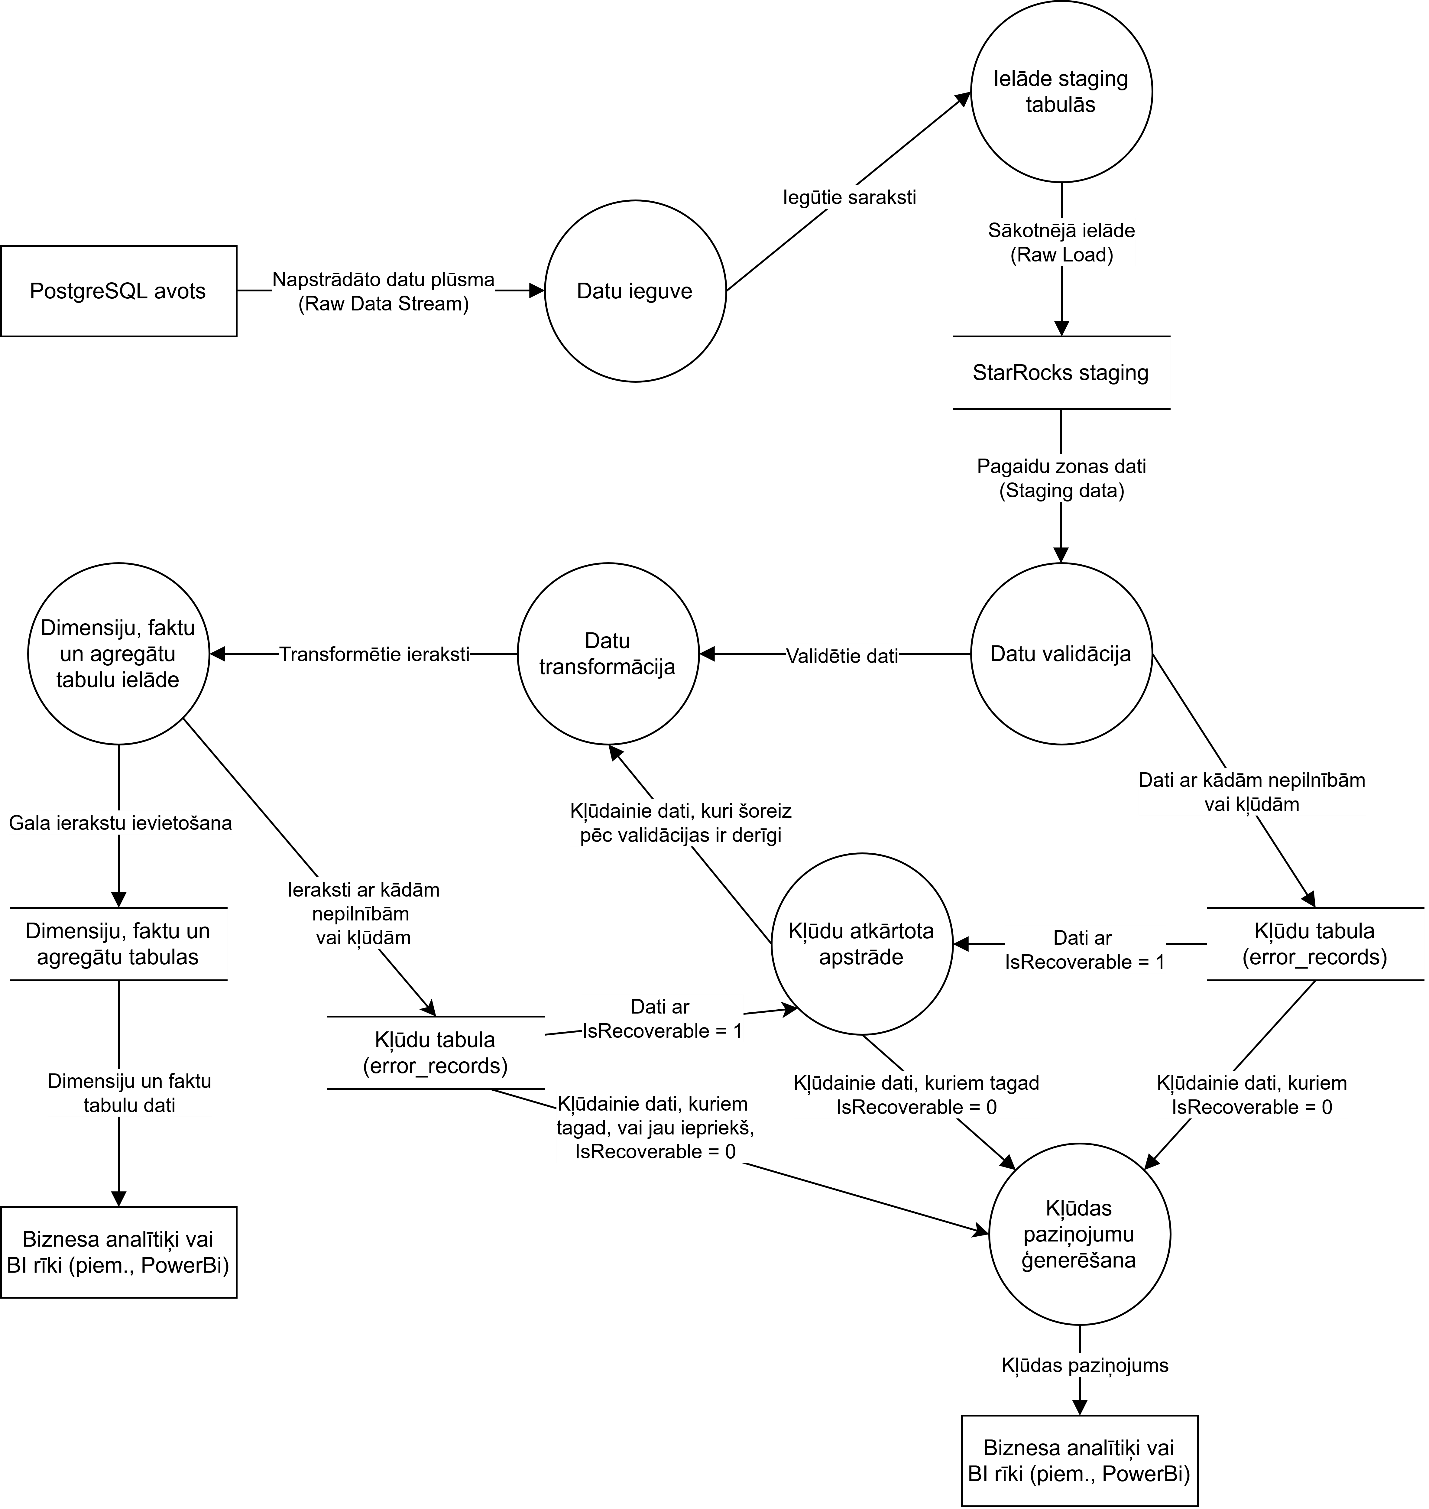 Ielāde staging
tabulās
Iegūtie saraksti
Sākotnējā ielāde
(Raw Load)
PostgreSQL avots
Napstrādāto datu plūsma
(Raw Data Stream)
Datu ieguve
StarRocks staging
Pagaidu zonas dati
(Staging data)
Dimensiju, faktu
un agregātu
tabulu ielāde
Transformētie ieraksti
Datu
transformācija
Validētie dati
Datu validācija
Dati ar kādām nepilnībām
vai kļūdām
Gala ierakstu ievietošana
Kļūdainie dati, kuri šoreiz
pēc validācijas ir derīgi
Ieraksti ar kādām
nepilnībām
vai kļūdām
Dimensiju, faktu un
agregātu tabulas
Kļūdu atkārtota
apstrāde
Dati ar
IsRecoverable = 1
Kļūdu tabula
(error_records)
Kļūdu tabula
(error_records)
Dati ar
IsRecoverable = 1
Dimensiju un faktu
tabulu dati
Kļūdainie dati, kuriem
tagad, vai jau iepriekš,
IsRecoverable = 0
Kļūdainie dati, kuriem tagad
IsRecoverable = 0
Kļūdainie dati, kuriem
IsRecoverable = 0
Biznesa analītiķi vai
BI rīki (piem., PowerBi)
Kļūdas
paziņojumu
ģenerēšana
Kļūdas paziņojums
Biznesa analītiķi vai
BI rīki (piem., PowerBi)